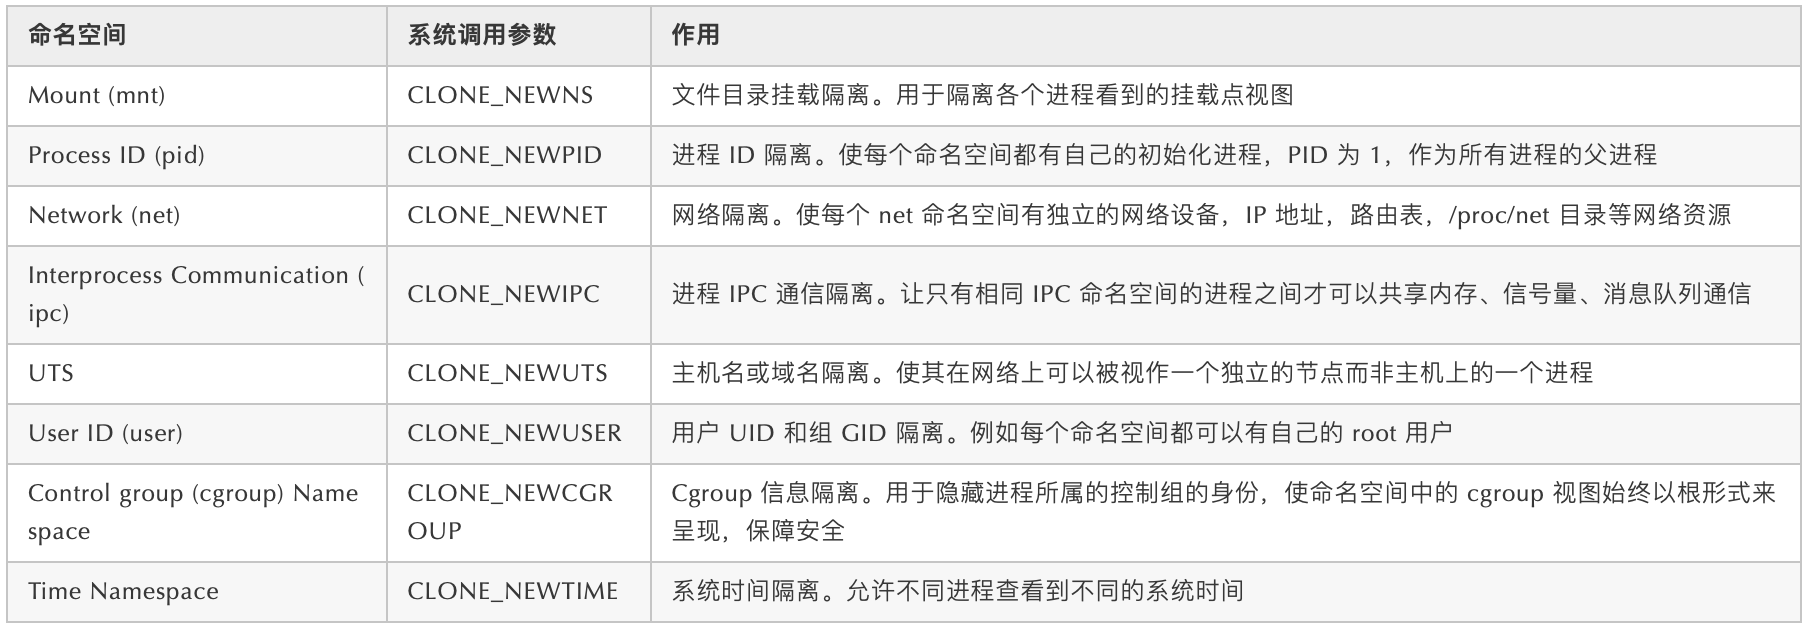 命名空间 系统调用参数 作用
Mount (mnt) CLONE_NEWNS 文件目录挂载隔离。用于隔离各个进程看到的挂载点视图
Process ID (pid) CLONE_NEWPID 进程 ID 隔离。使每个命名空间都有自己的初始化进程，PID 为 1，作为所有进程的父进程
Network (net) CLONE_NEWNET 网络隔离。使每个 net 命名空间有独立的网络设备，IP 地址，路由表，/proc/net 目录等网络资源
Interprocess Communication (
ipc)
CLONE_NEWIPC 进程 IPC 通信隔离。让只有相同 IPC 命名空间的进程之间才可以共享内存、信号量、消息队列通信
UTS CLONE_NEWUTS 主机名或域名隔离。使其在网络上可以被视作一个独立的节点而非主机上的一个进程
User ID (user) CLONE_NEWUSER 用户 UID 和组 GID 隔离。例如每个命名空间都可以有自己的 root 用户
Control group (cgroup) Name
space
CLONE_NEWCGR
OUP
Cgroup 信息隔离。用于隐藏进程所属的控制组的身份，使命名空间中的 cgroup 视图始终以根形式来
呈现，保障安全
Time Namespace CLONE_NEWTIME 系统时间隔离。允许不同进程查看到不同的系统时间